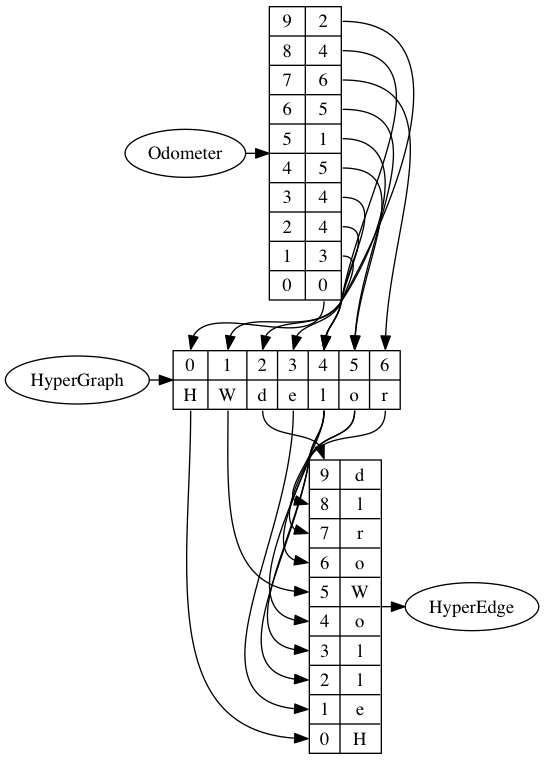 9 2
8 4
7 6
6 5
5 1
Odometer
4 5
3 4
2 4
1 3
0 0
0 1 2 3 4 5 6
HyperGraph
H W d e l o r
9 d
8 l
7 r
6 o
5 W
HyperEdge
4 o
3 l
2 l
1 e
0 H